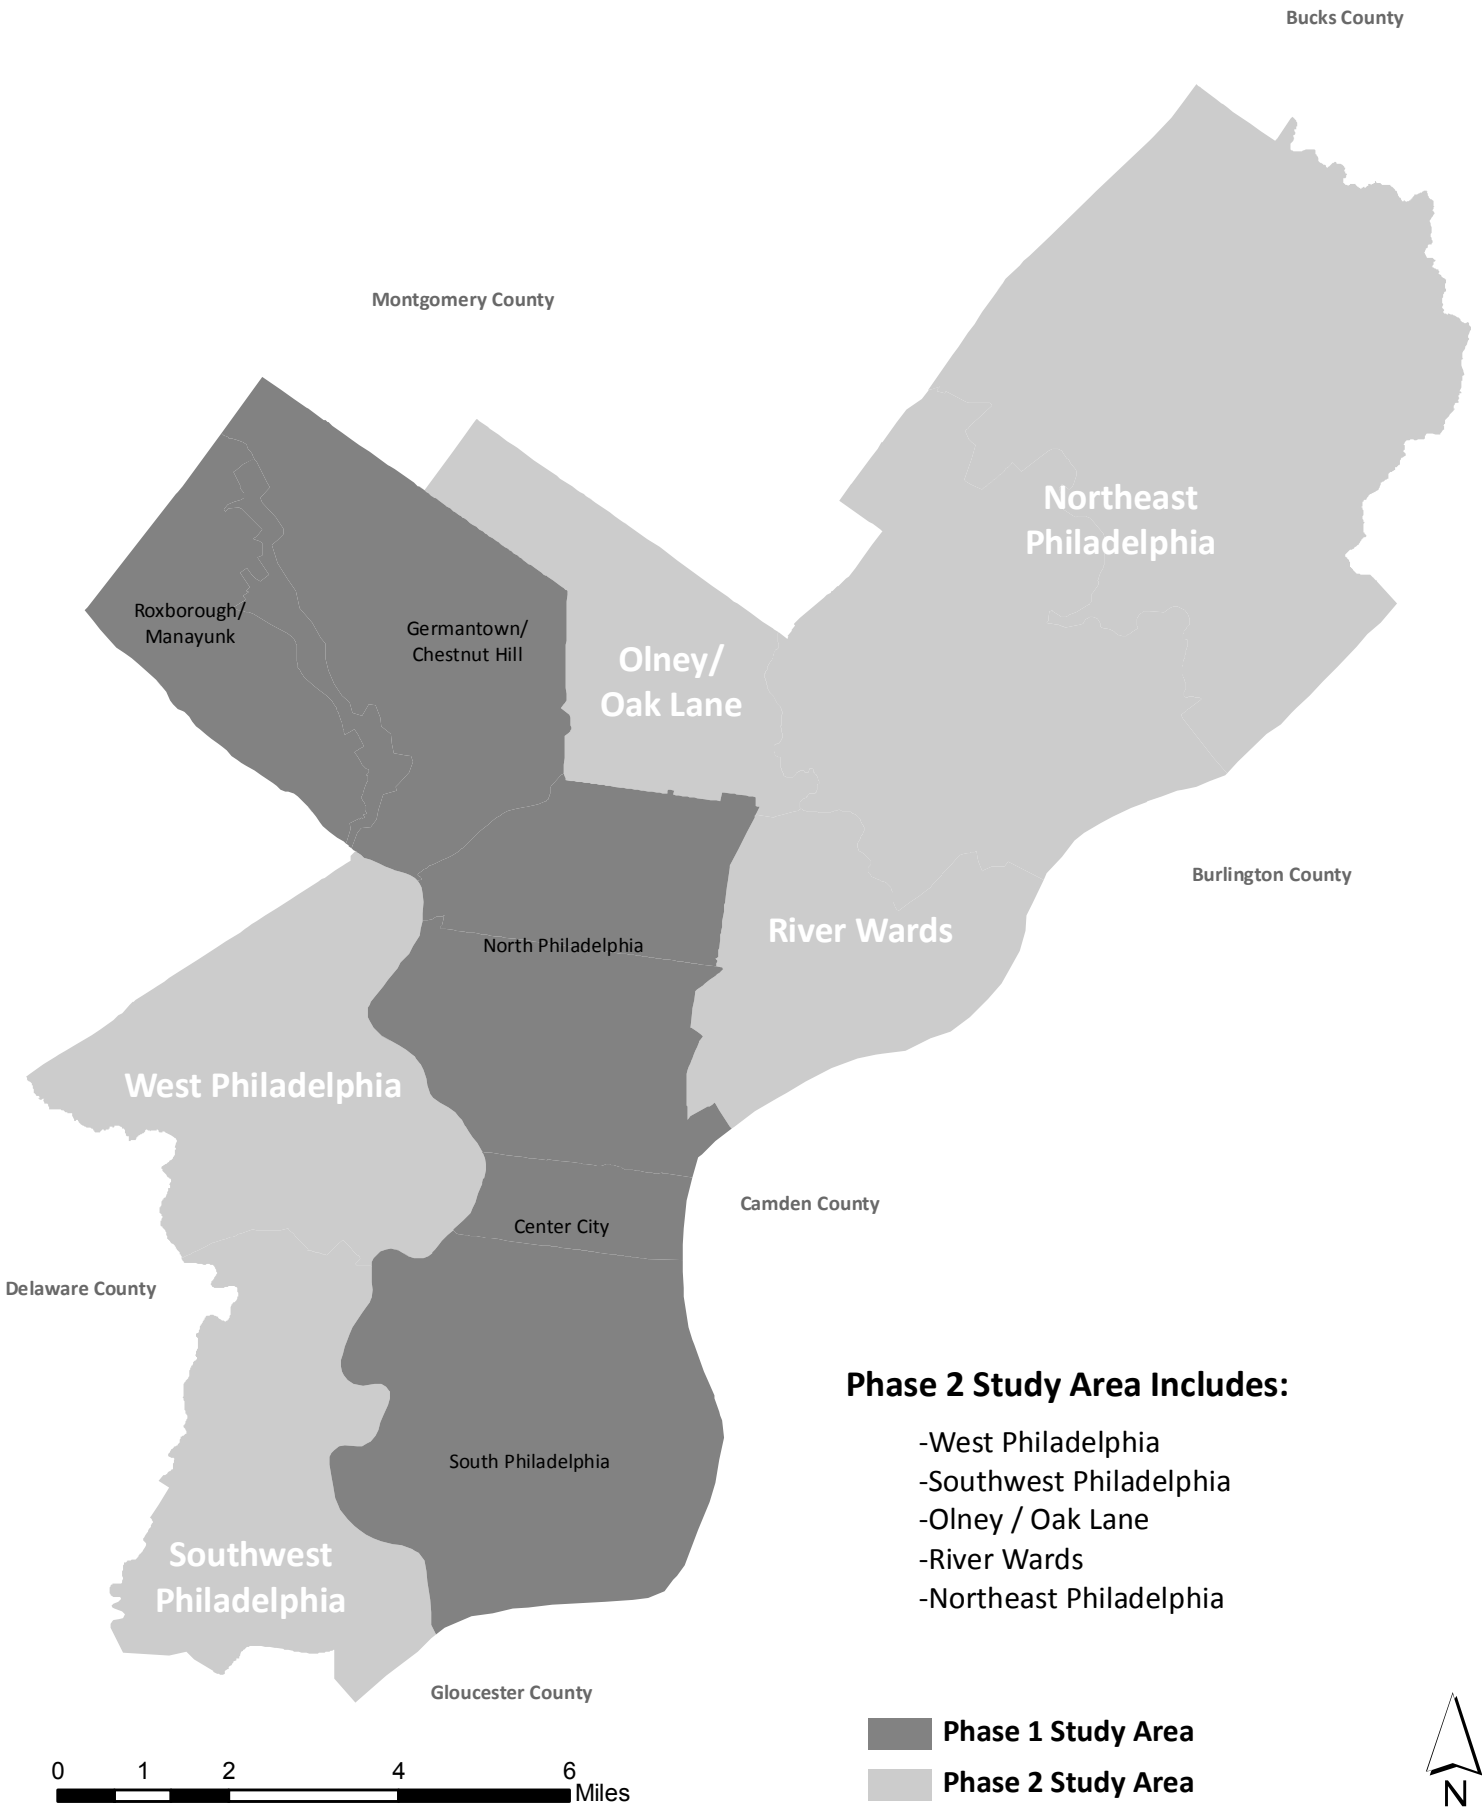 Bucks County
Montgomery County
Northeast
Philadelphia
Roxborough/
Manayunk
Germantown/
Chestnut Hill
Olney/
Oak Lane
Burlington County
River Wards
North Philadelphia
West Philadelphia
Camden County
Center City
Delaware County
Phase 2 Study Area Includes:
-West Philadelphia
-Southwest Philadelphia
-Olney / Oak Lane
-River Wards
-Northeast Philadelphia
South Philadelphia
Southwest
Philadelphia
Gloucester County
Phase 1 Study Area
Phase 2 Study Area
0 1 2 4 6
Miles
N